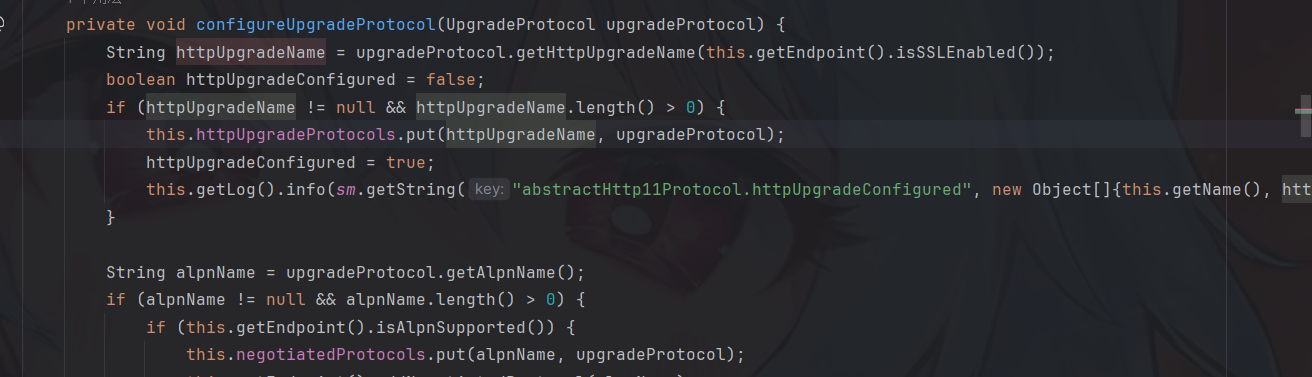 private void configureUpgradeProtocol(UpgradeProtocol upgradeProtocol) {
String httpUpgradeName = upgradeProtocol.getHttpUpgradeName(this.getEndpoint().isSSLEnabled());
boolean httpUpgradeConfigured = false;
if (httpUpgradeName != null && httpUpgradeName.length() > 0) {
this.httpUpgradeProtocols.put(httpUpgradeName, upgradeProtocol);
httpUpgradeConfigured = true;
this.getLog().info(sm.getString( key: "abstractHttp11Protocol.httpUpgradeConfigured", new Object[]{this.getName(), htt
}
String alpnName = upgradeProtocol.getAlpnName();
if (alpnName != null && alpnName.length() > 0) {
if (this.getEndpoint().isAlpnSupported()) {
this.negotiatedProtocols.put(alpnName, upgradeProtocol);